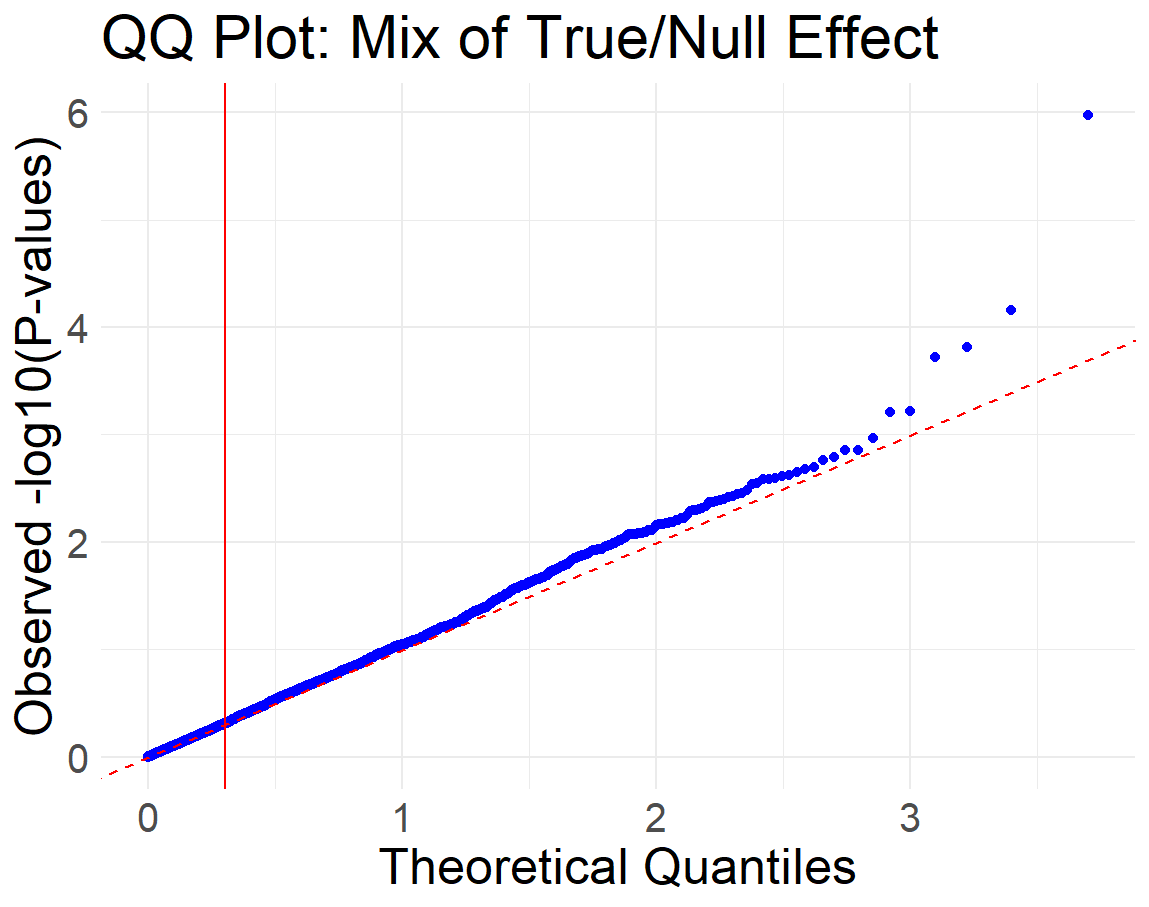 QQ Plot: Mix of True/Null Effect
Observed -log10(P-values)
6
4
2
0
0 1 2 3
Theoretical Quantiles